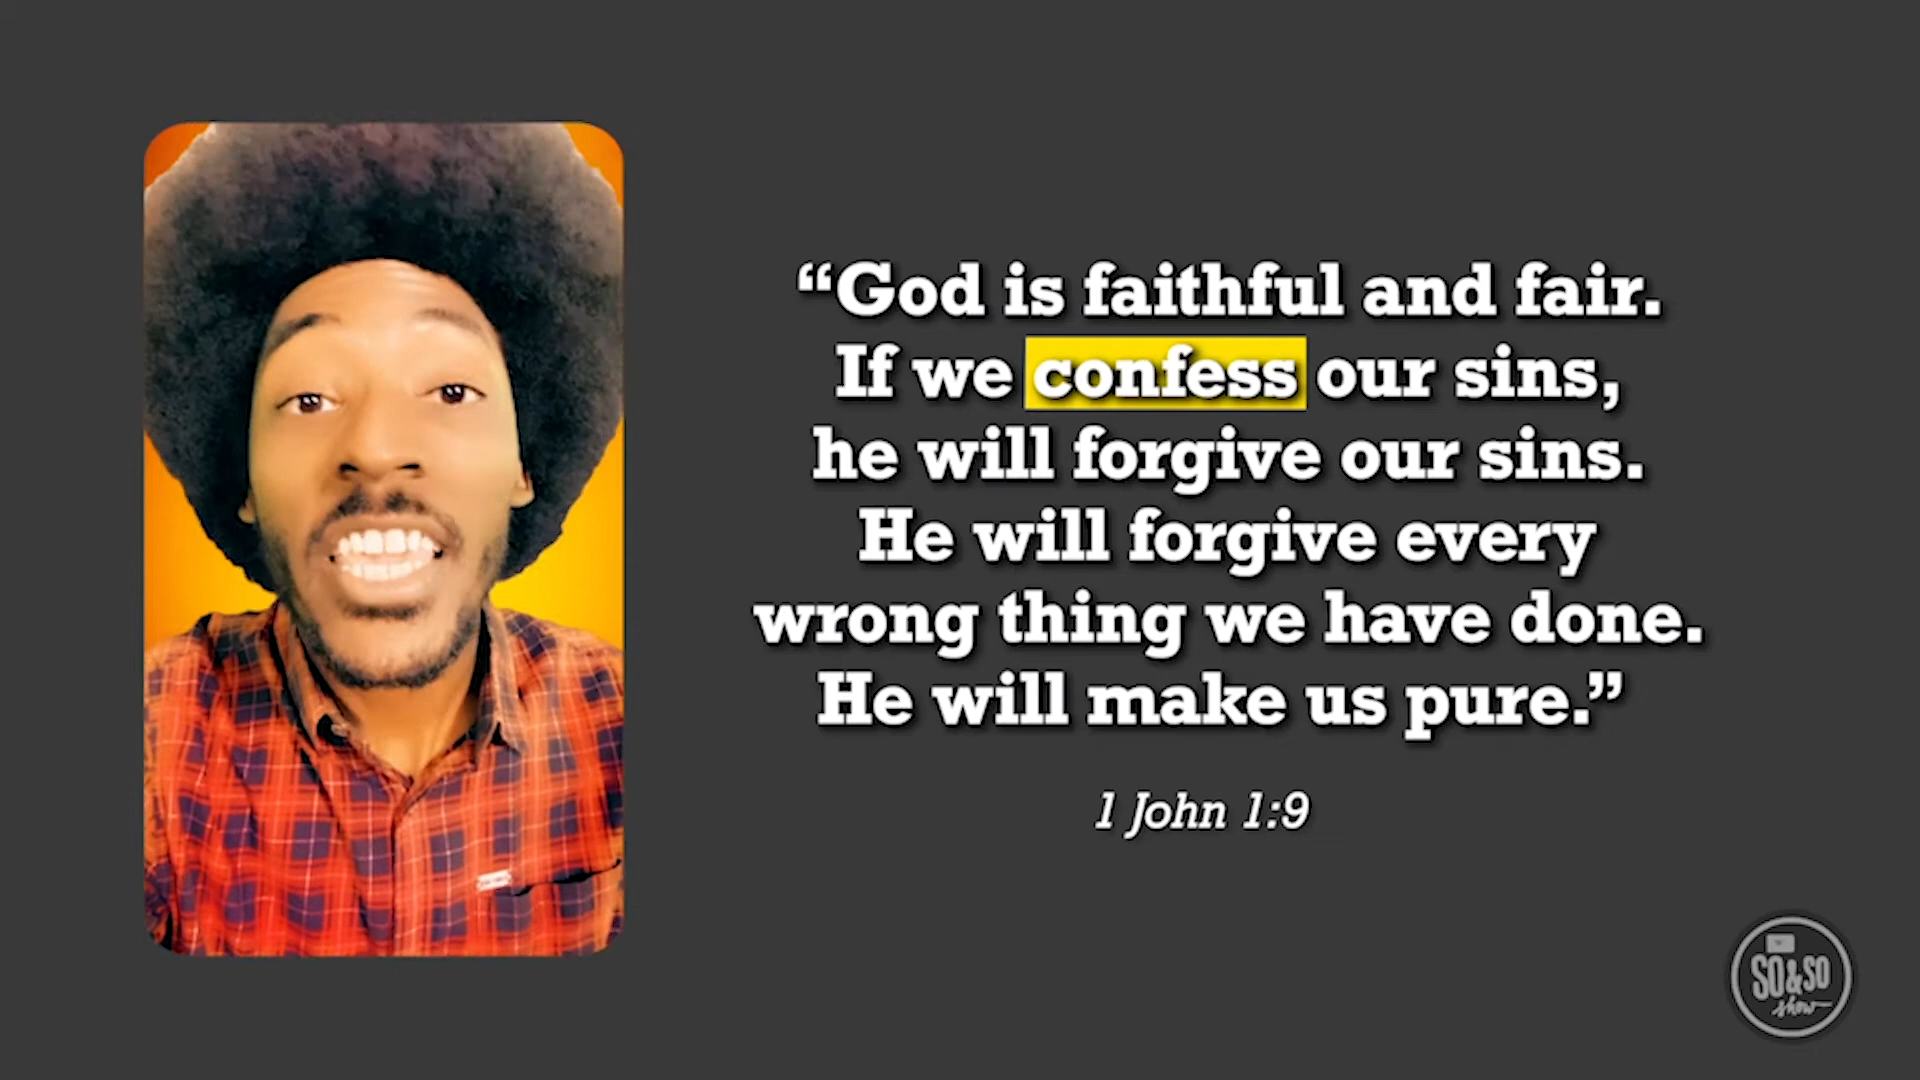 “God is faithful and fair.
If we confess our sins,
he will forgive our sins.
He will forgive every
wrong thing we have done.
He will make us pure.”
1 John 1:9
SO&SO
show